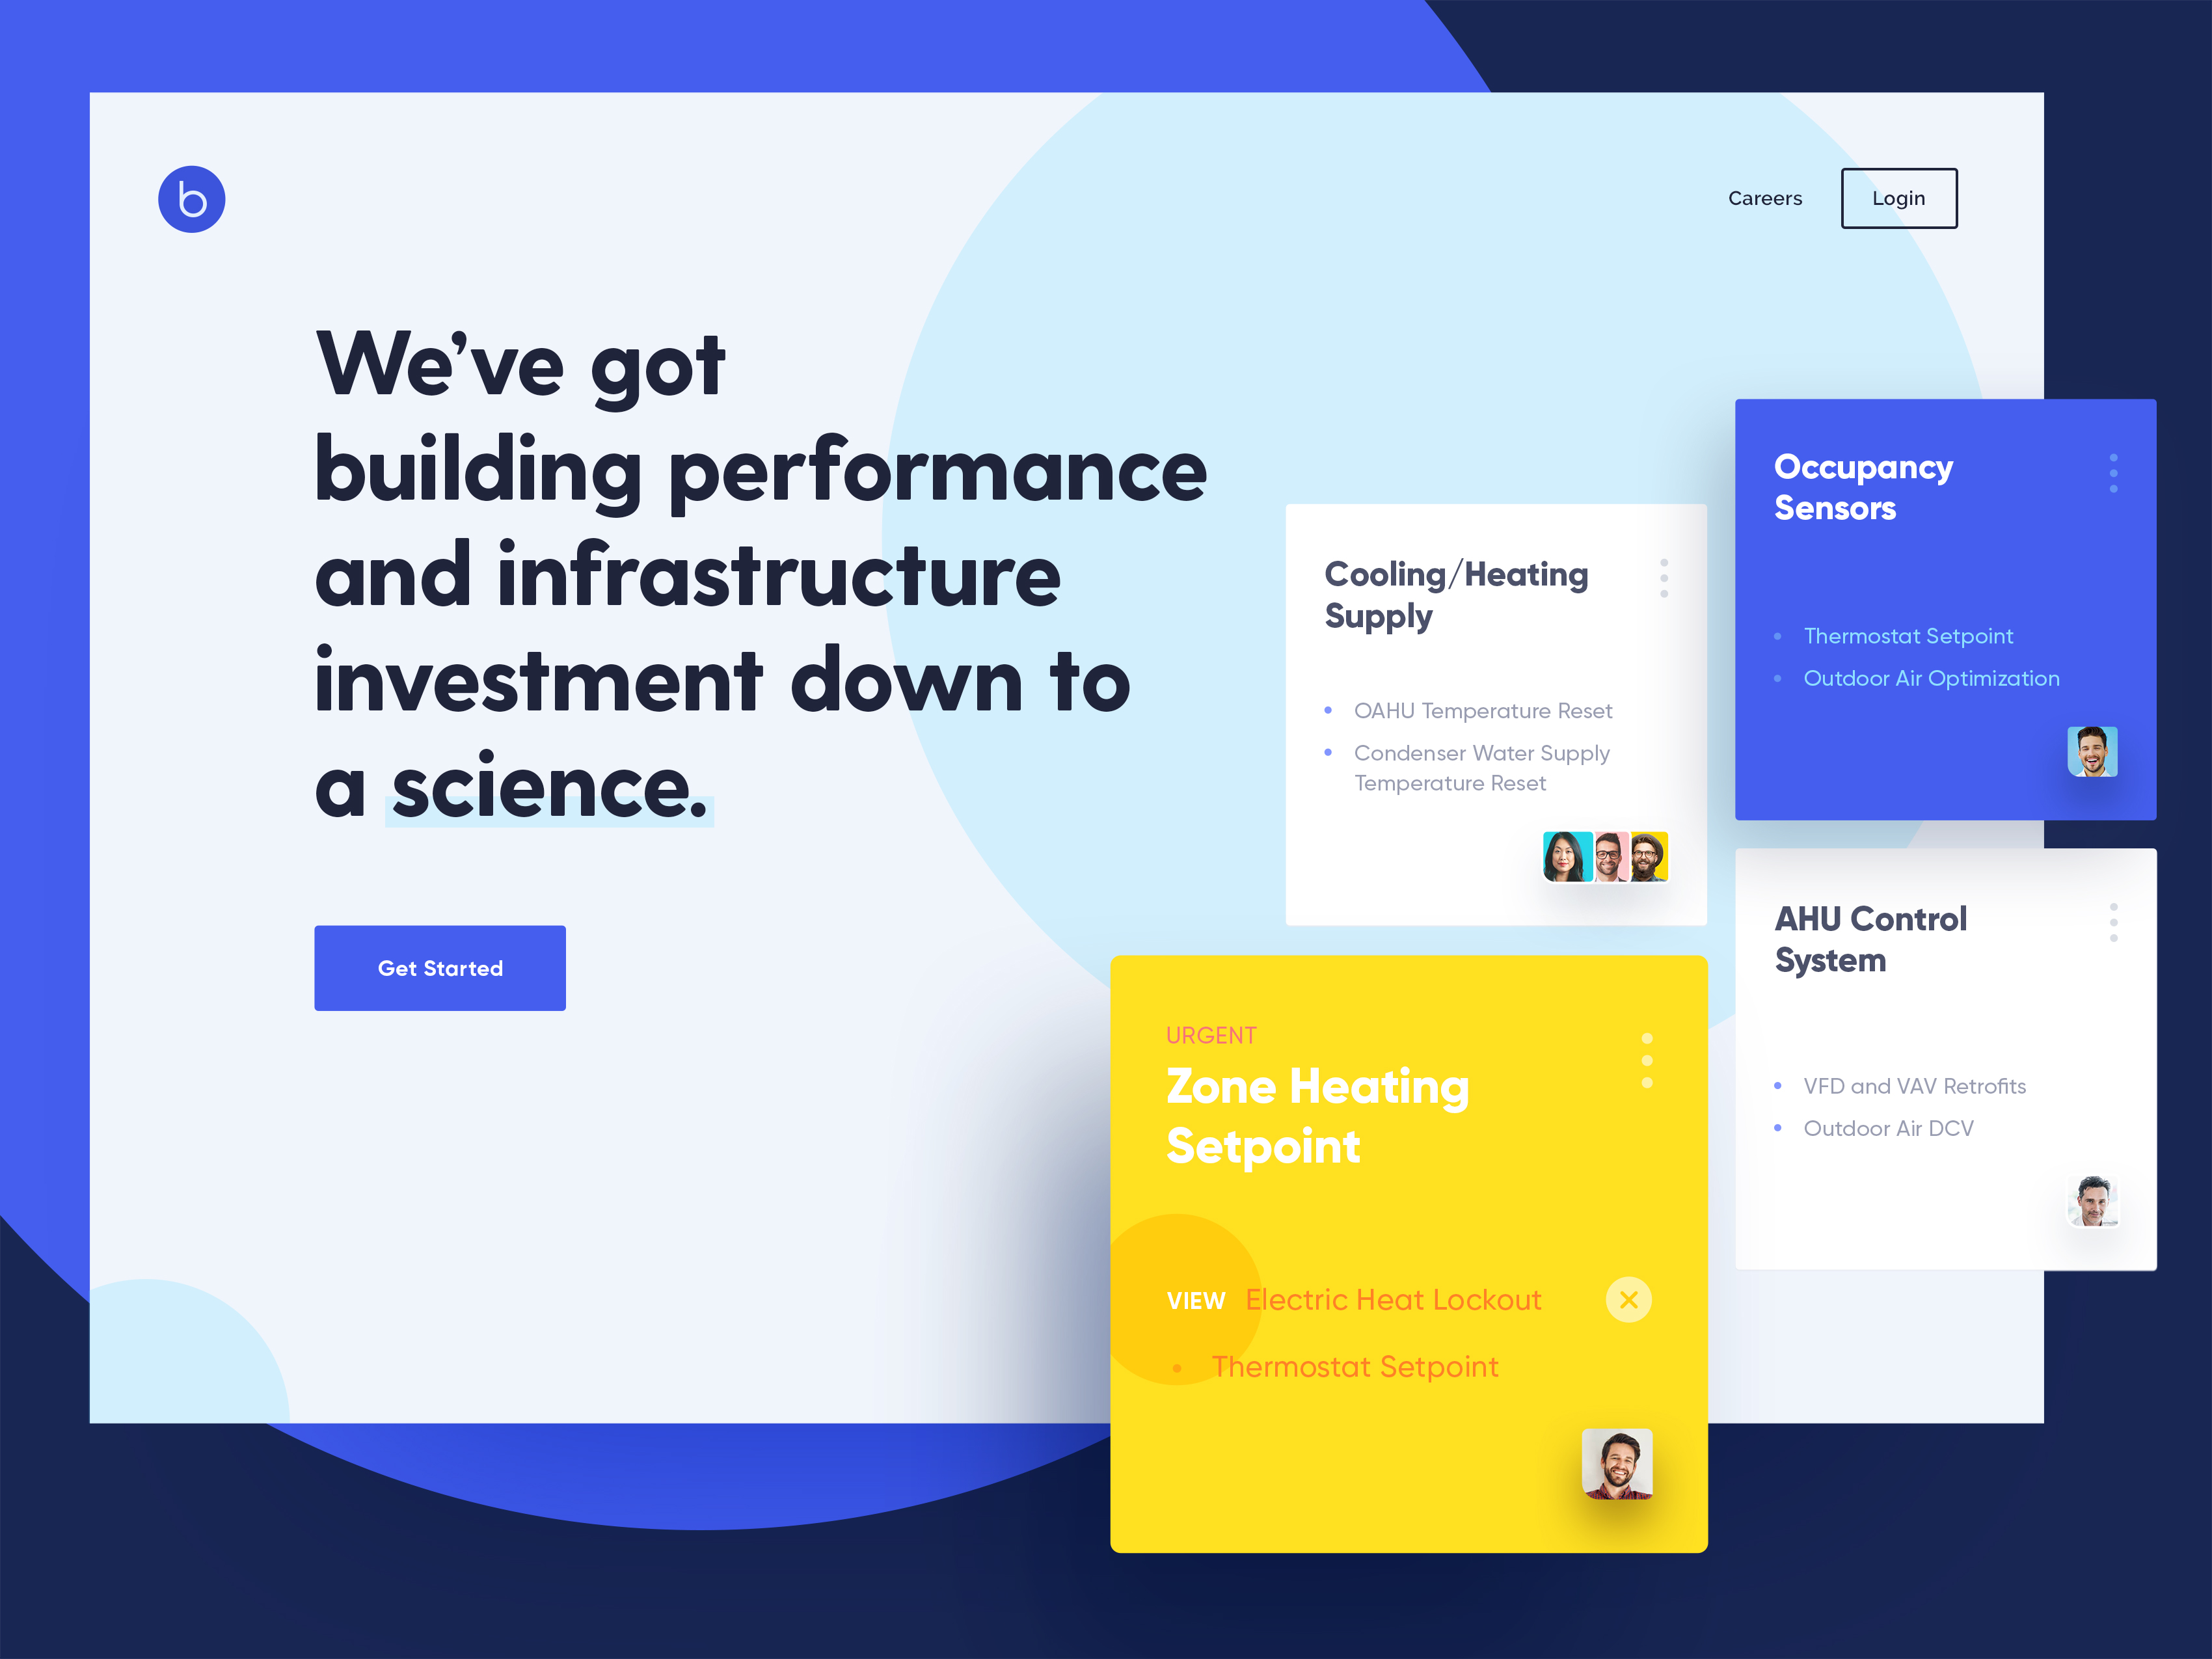 b
Careers
Login
We’ve got
building performance
and infrastructure
investment down to
a science.
Get Started
Cooling/Heating
Supply
OAHU Temperature Reset
Condenser Water Supply
Temperature Reset
Occupancy
Sensors
Thermostat Setpoint
Outdoor Air Optimization
URGENT
Zone Heating
Setpoint
VIEW Electric Heat Lockout
Thermostat Setpoint
AHU Control
System
VFD and VAV Retrofits
Outdoor Air DCV